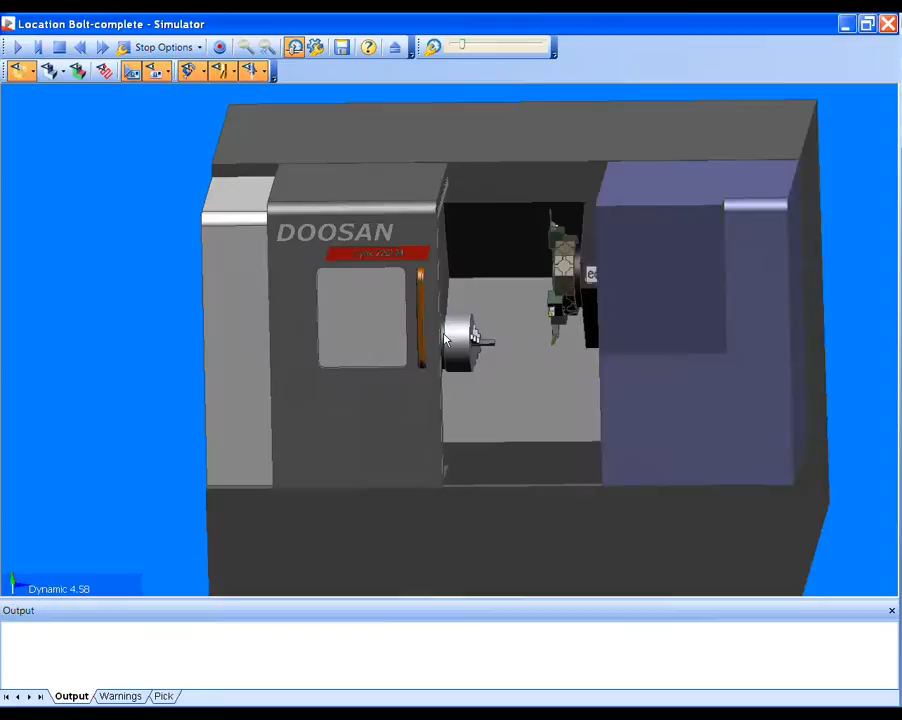 Location Bolt-complete - Simulator
Stop Options
DOOSAN
Dynamic 4.58
Output
Output
Warnings
Pick